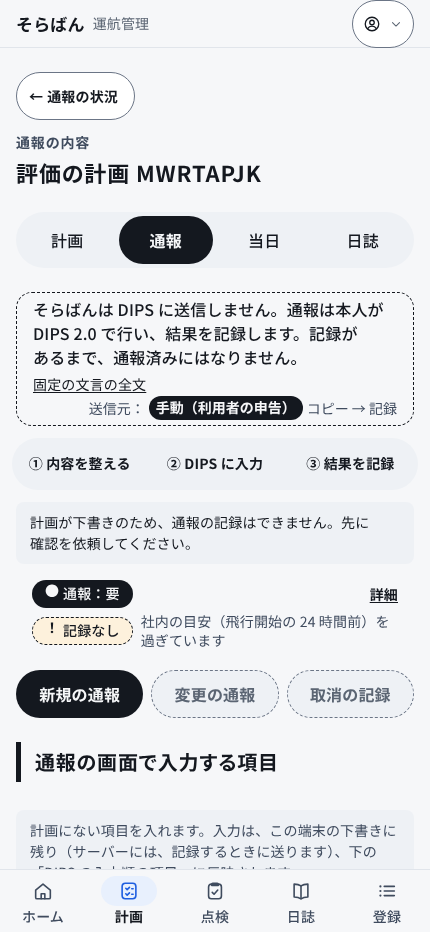 そらばん 運航管理
← 通報の状況
通報の内容
評価の計画 MWRTAPJK
計画 通報 当日 日誌
そらばんは DIPS に送信しません。通報は本人が
DIPS 2.0 で行い、結果を記録します。記録が
あるまで、通報済みにはなりません。
固定の文言の全文
送信元： 手動（利用者の申告） コピー → 記録
① 内容を整える ② DIPS に入力 ③ 結果を記録
計画が下書きのため、通報の記録はできません。先に
確認を依頼してください。
通報：要 詳細
! 記録なし 社内の目安（飛行開始の 24 時間前）を
過ぎています
新規の通報 変更の通報 取消の記録
通報の画面で入力する項目
計画にない項目を入れます。入力は、この端末の下書きに
残り（サーバーには、記録するときに送ります）、下の
ホーム 計画 点検 日誌 登録